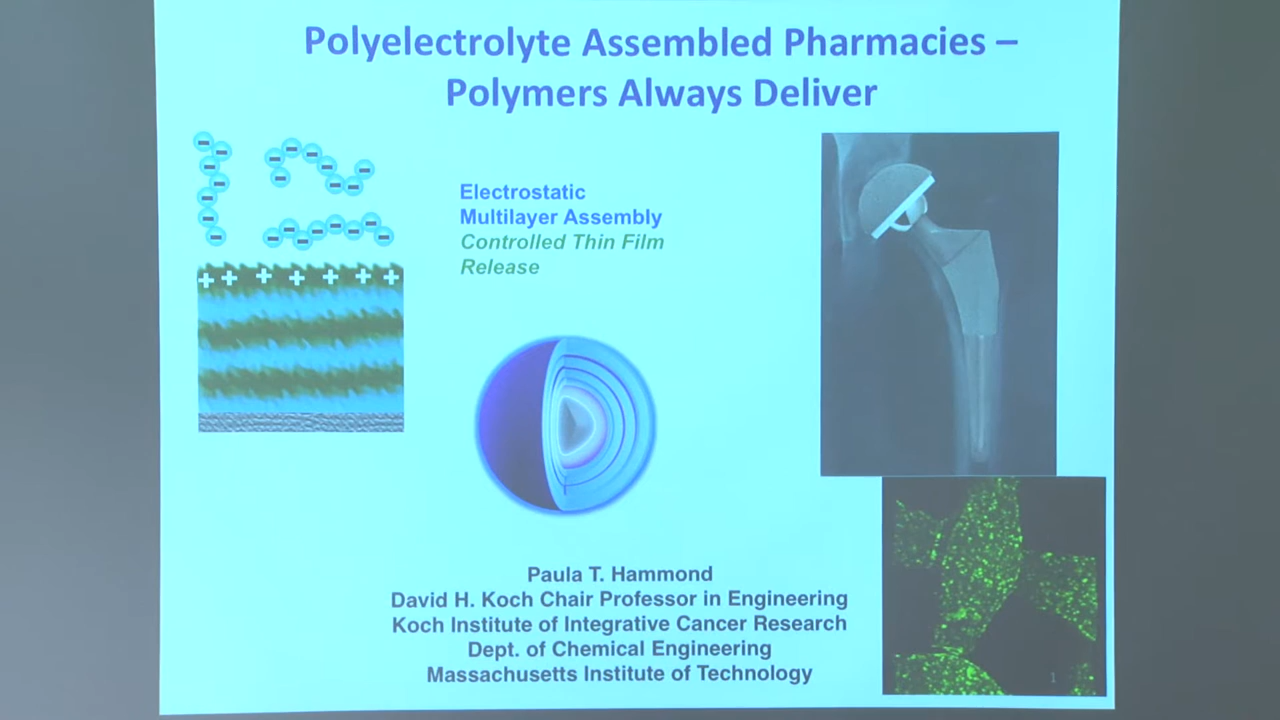 Polyelectrolyte Assembled Pharmacies –
Polymers Always Deliver
Electrostatic
Multilayer Assembly
Controlled Thin Film
Release
Paula T. Hammond
David H. Koch Chair Professor in Engineering
Koch Institute of Integrative Cancer Research
Dept. of Chemical Engineering
Massachusetts Institute of Technology
1